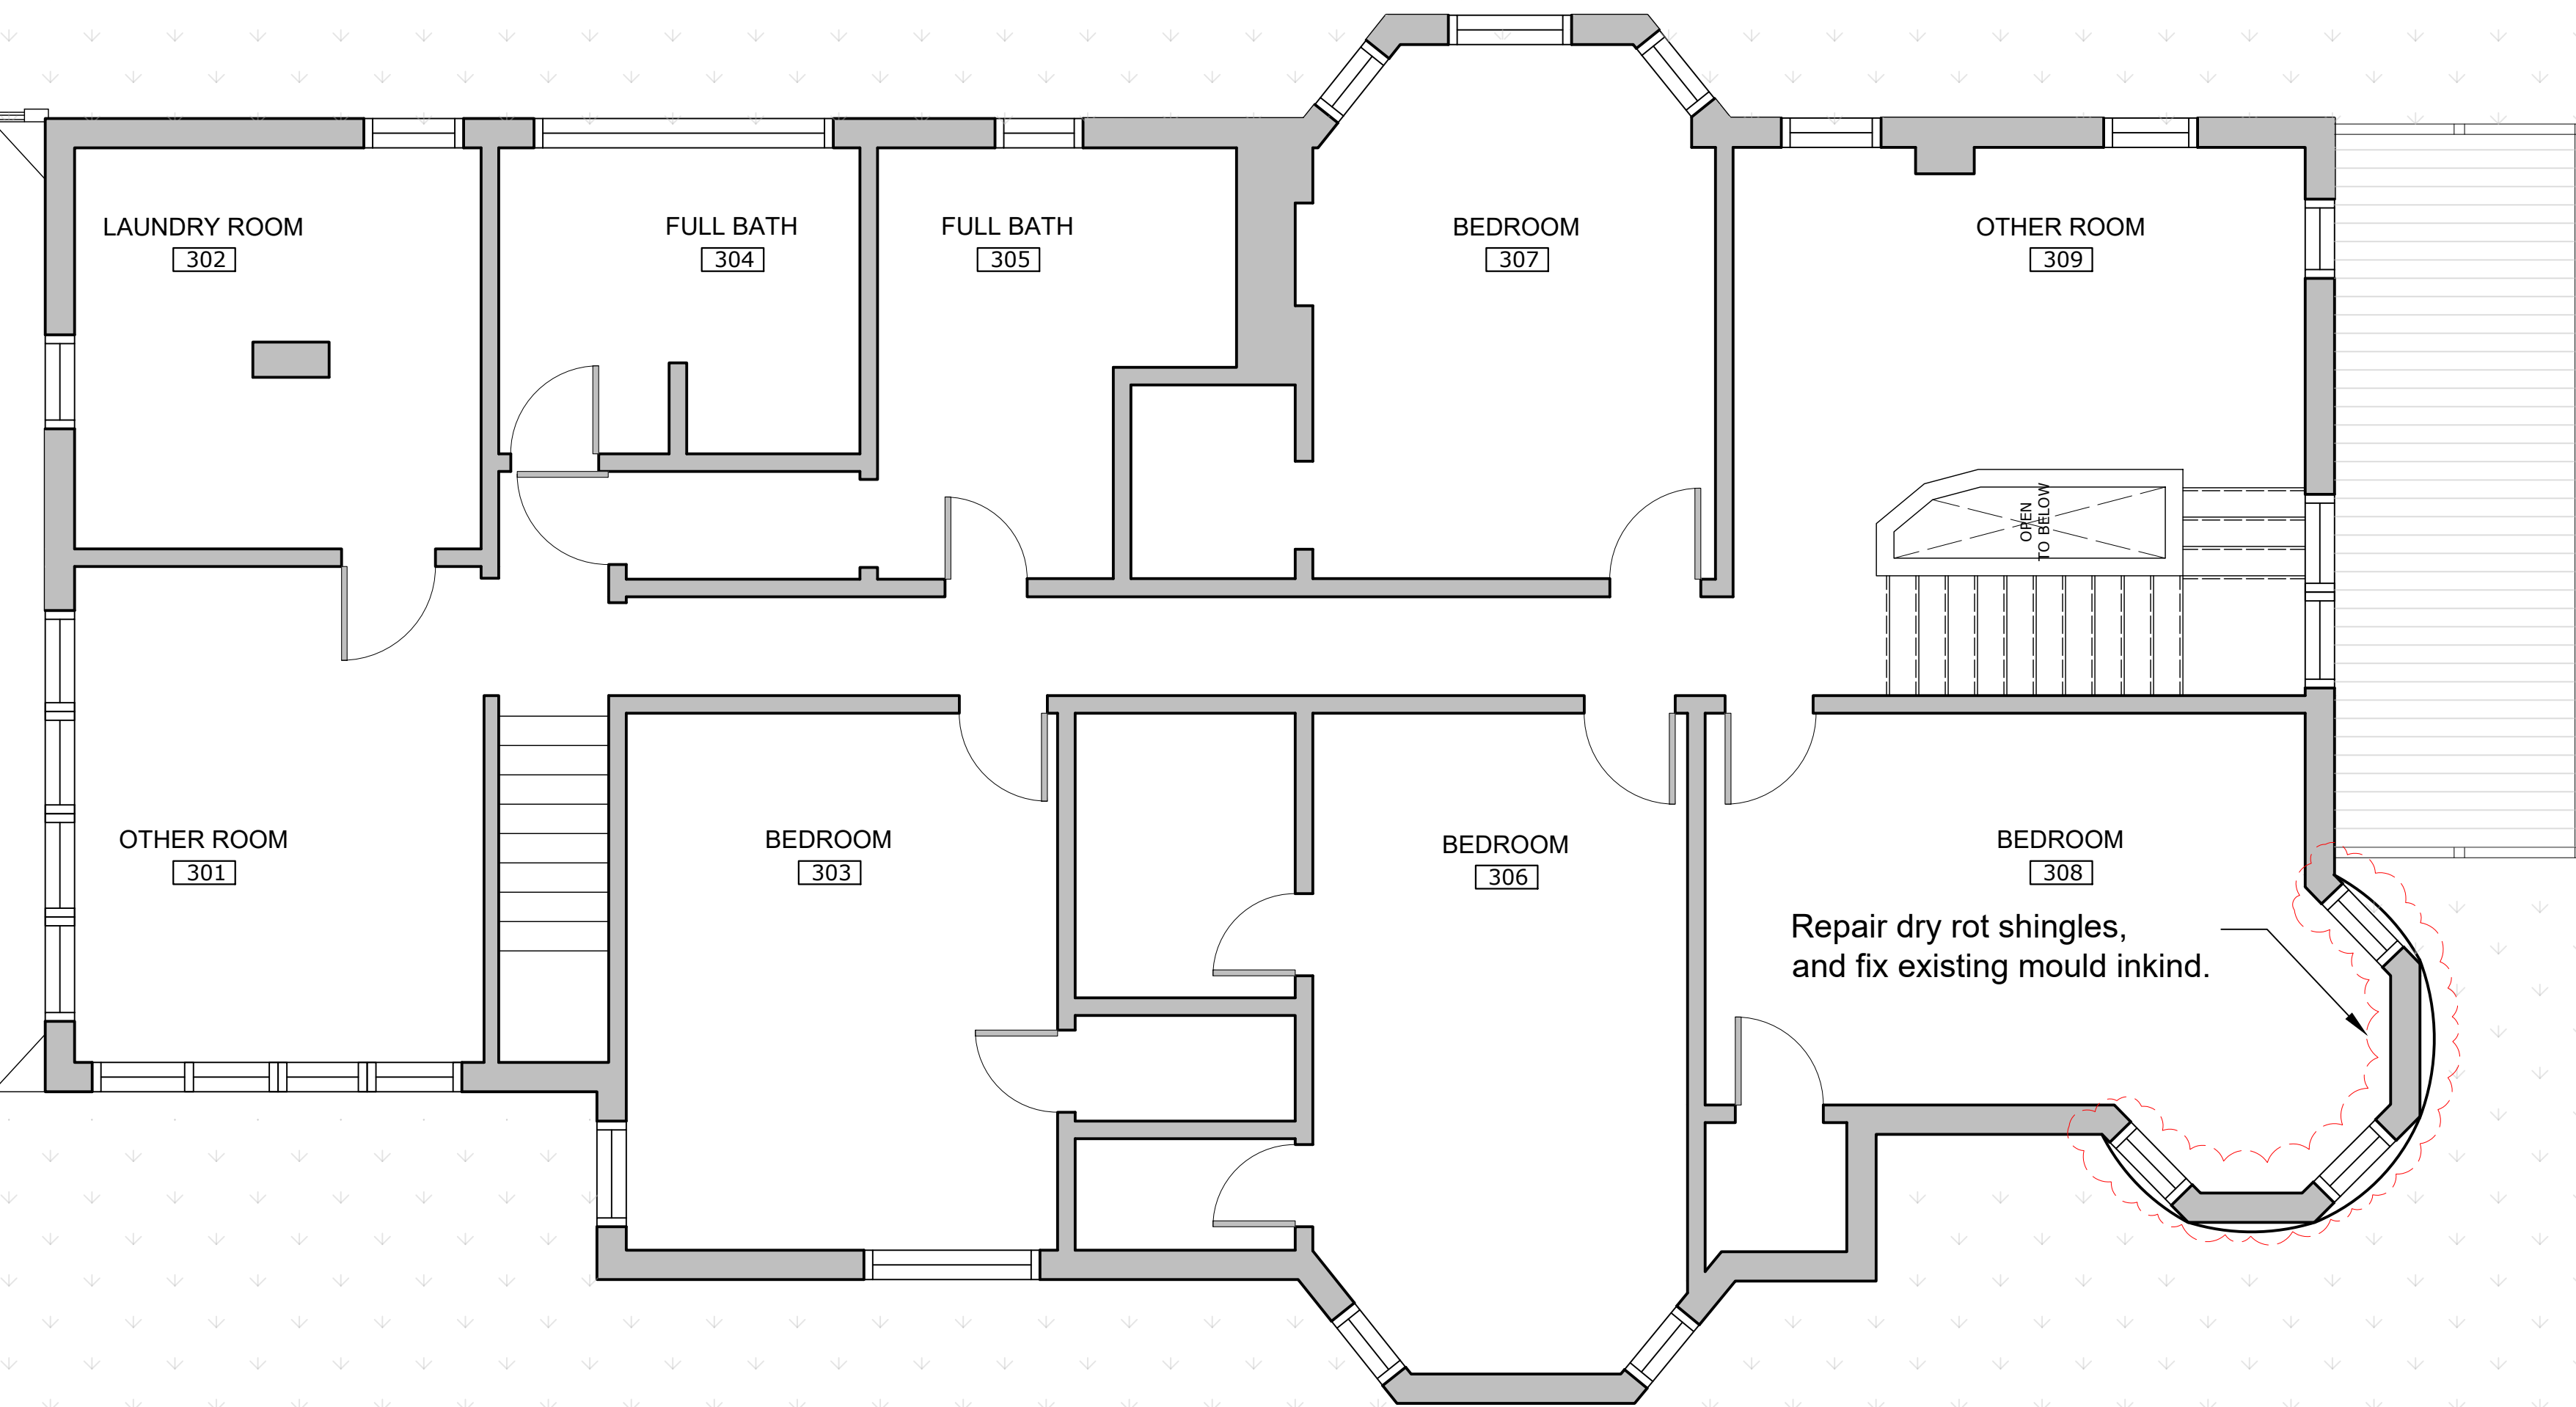 LAUNDRY ROOM
302
FULL BATH
304
FULL BATH
305
BEDROOM
307
OTHER ROOM
309
OPEN
TO BELOW
OTHER ROOM
301
BEDROOM
303
BEDROOM
306
BEDROOM
308
Repair dry rot shingles,
and fix existing mould inkind.